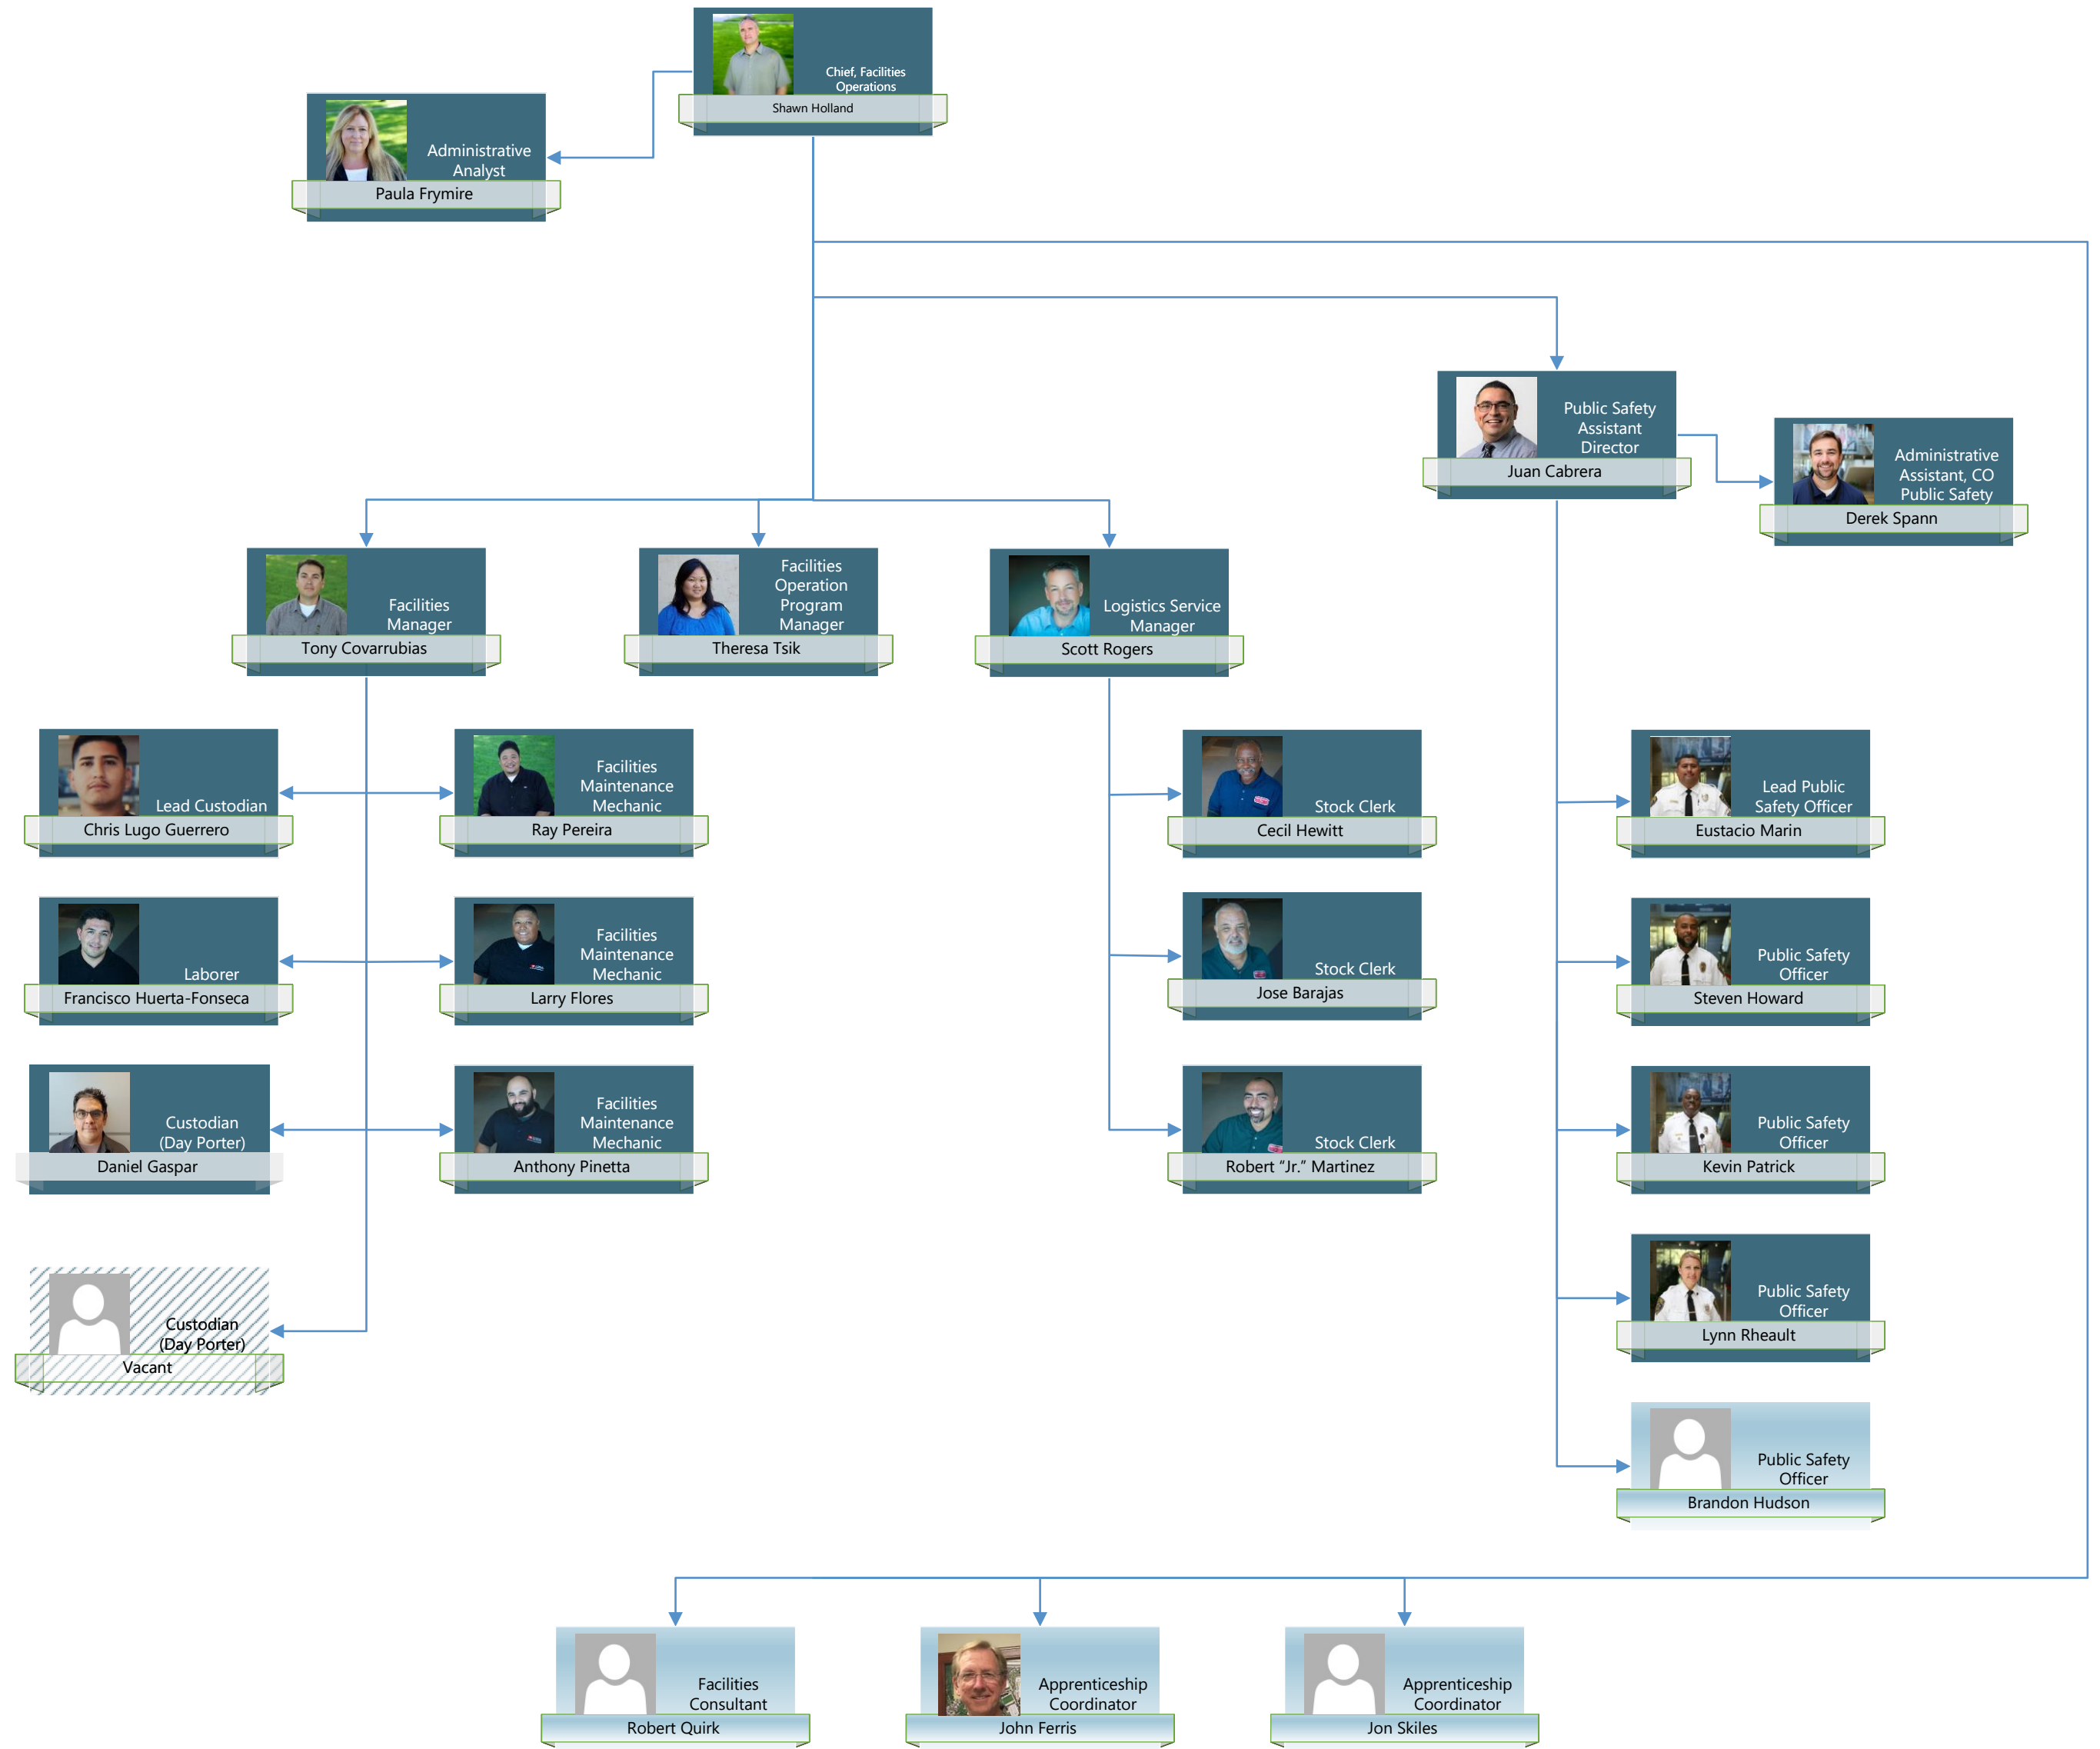 Chief, Facilities
Operations
Shawn Holland
Administrative
Analyst
Paula Frymire
Public Safety
Assistant
Director
Juan Cabrera
Administrative
Assistant, CO
Public Safety
Derek Spann
Facilities
Manager
Tony Covarrubias
Facilities
Operation
Program
Manager
Theresa Tsik
Logistics Service
Manager
Scott Rogers
Lead Custodian
Chris Lugo Guerrero
Facilities
Maintenance
Mechanic
Ray Pereira
Stock Clerk
Cecil Hewitt
Lead Public
Safety Officer
Eustacio Marin
Laborer
Francisco Huerta-Fonseca
Facilities
Maintenance
Mechanic
Larry Flores
Stock Clerk
Jose Barajas
Public Safety
Officer
Steven Howard
Custodian
(Day Porter)
Daniel Gaspar
Facilities
Maintenance
Mechanic
Anthony Pinetta
Stock Clerk
Robert “Jr.” Martinez
Public Safety
Officer
Kevin Patrick
Custodian
(Day Porter)
Vacant
Public Safety
Officer
Lynn Rheault
Public Safety
Officer
Brandon Hudson
Facilities
Consultant
Robert Quirk
Apprenticeship
Coordinator
John Ferris
Apprenticeship
Coordinator
Jon Skiles